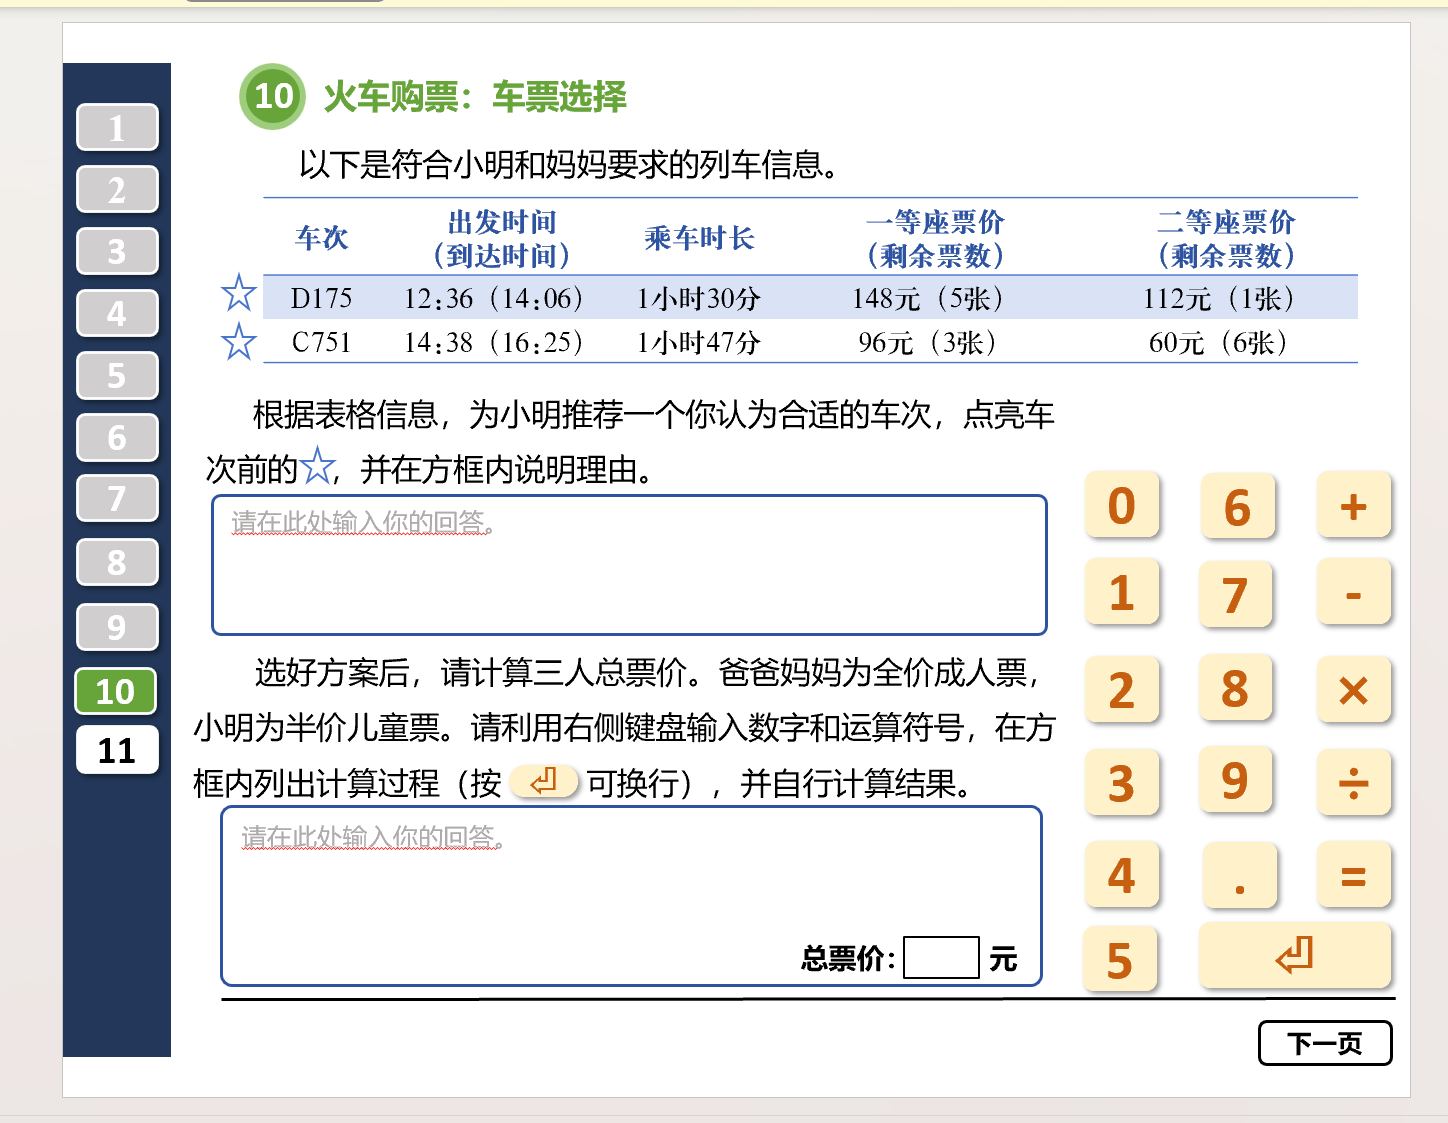 10 火车购票：车票选择
以下是符合小明和妈妈要求的列车信息。
车次 出发时间（到达时间） 乘车时长 一等座票价（剩余票数） 二等座票价（剩余票数）
D175 12:36（14:06） 1小时30分 148元（5张） 112元（1张）
C751 14:38（16:25） 1小时47分 96元（3张） 60元（6张）
根据表格信息，为小明推荐一个你认为合适的车次，点亮车
次前的☆，并在方框内说明理由。
请在此处输入你的回答。
选好方案后，请计算三人总票价。爸爸妈妈为全价成人票，
小明为半价儿童票。请利用右侧键盘输入数字和运算符号，在方
框内列出计算过程（按 可换行），并自行计算结果。
请在此处输入你的回答。
总票价： 元
1
2
3
4
5
6
7
8
9
10
11
0 6 +
1 7 -
2 8 ×
3 9 ÷
4 . =
5
下一页